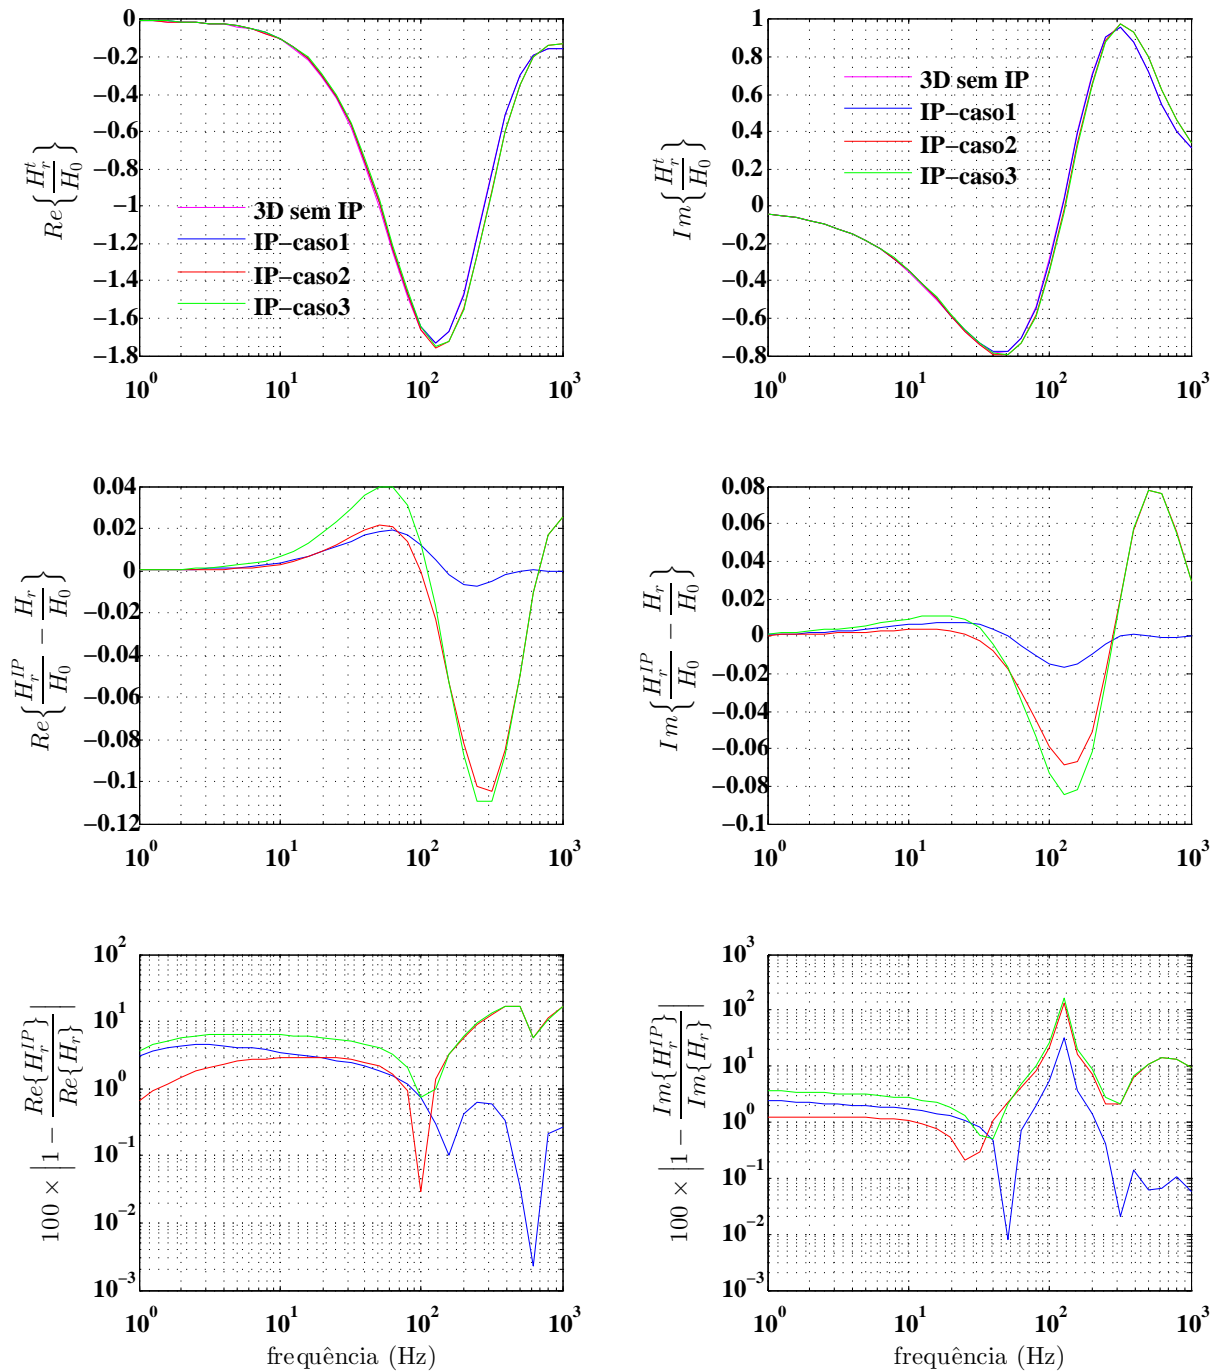 0
−0.2
−0.4
−0.6
−0.8
−1
−1.2
−1.4
−1.6
−1.8
10^0 10^1 10^2 10^3
Re{H_r^t/H_0}
3D sem IP
IP−caso1
IP−caso2
IP−caso3
1
0.8
0.6
0.4
0.2
0
−0.2
−0.4
−0.6
−0.8
10^0 10^1 10^2 10^3
Im{H_r^t/H_0}
3D sem IP
IP−caso1
IP−caso2
IP−caso3
0.04
0.02
0
−0.02
−0.04
−0.06
−0.08
−0.1
−0.12
10^0 10^1 10^2 10^3
Re{H_r^{IP}/H_0 − H_r/H_0}
0.08
0.06
0.04
0.02
0
−0.02
−0.04
−0.06
−0.08
−0.1
10^0 10^1 10^2 10^3
Im{H_r^{IP}/H_0 − H_r/H_0}
10^2
10^1
10^0
10^−1
10^−2
10^−3
10^0 10^1 10^2 10^3
100 × |1 − Re{H_r^{IP}}/Re{H_r}|
frequência (Hz)
10^3
10^2
10^1
10^0
10^−1
10^−2
10^−3
10^0 10^1 10^2 10^3
100 × |1 − Im{H_r^{IP}}/Im{H_r}|
frequência (Hz)